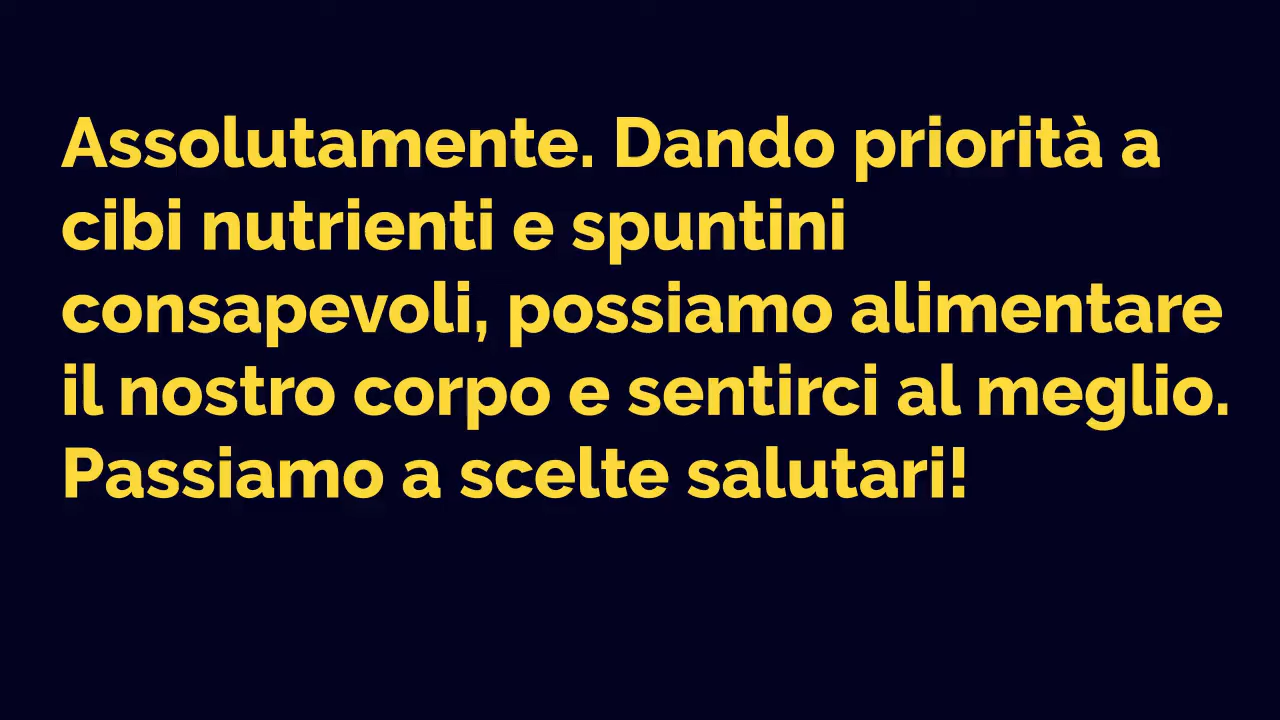 Assolutamente. Dando priorità a
cibi nutrienti e spuntini
consapevoli, possiamo alimentare
il nostro corpo e sentirci al meglio.
Passiamo a scelte salutari!